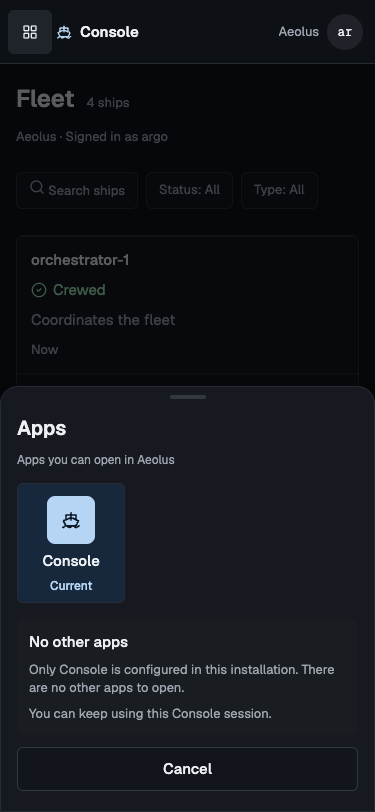 Console
Aeolus
ar
Fleet
4 ships
Aeolus · Signed in as argo
Search ships
Status: All
Type: All
orchestrator-1
Crewed
Coordinates the fleet
Now
Apps
Apps you can open in Aeolus
Console
Current
No other apps
Only Console is configured in this installation. There
are no other apps to open.
You can keep using this Console session.
Cancel